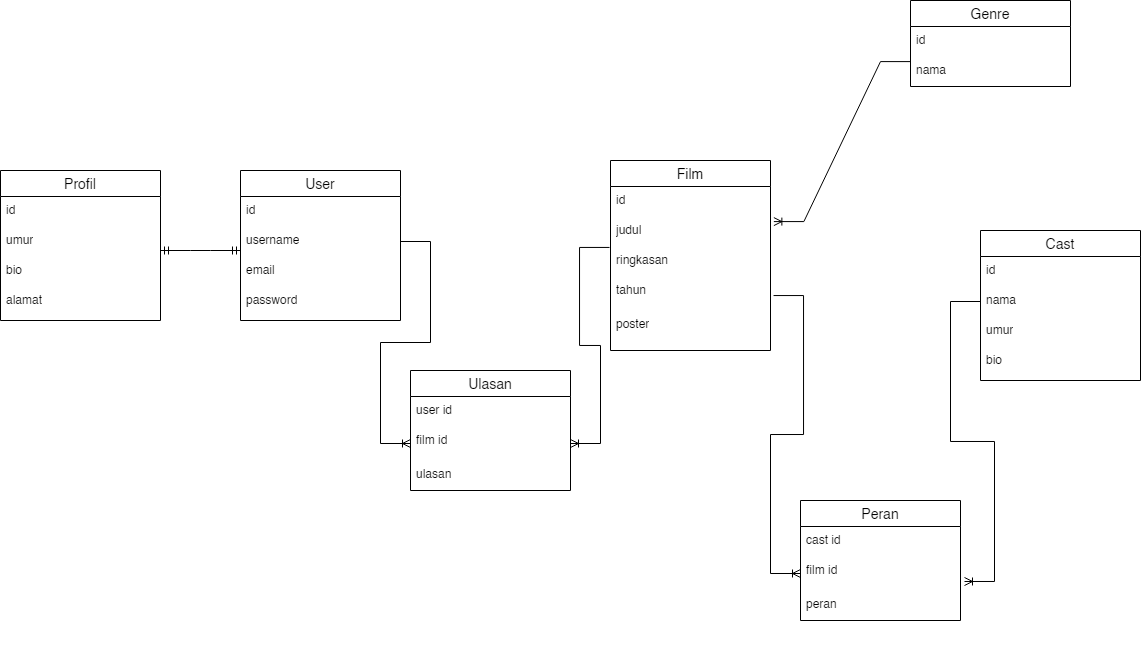 Genre
id
nama
Profil
id
umur
bio
alamat
User
id
username
email
password
Film
id
judul
ringkasan
tahun
poster
Cast
id
nama
umur
bio
Ulasan
user id
film id
ulasan
Peran
cast id
film id
peran